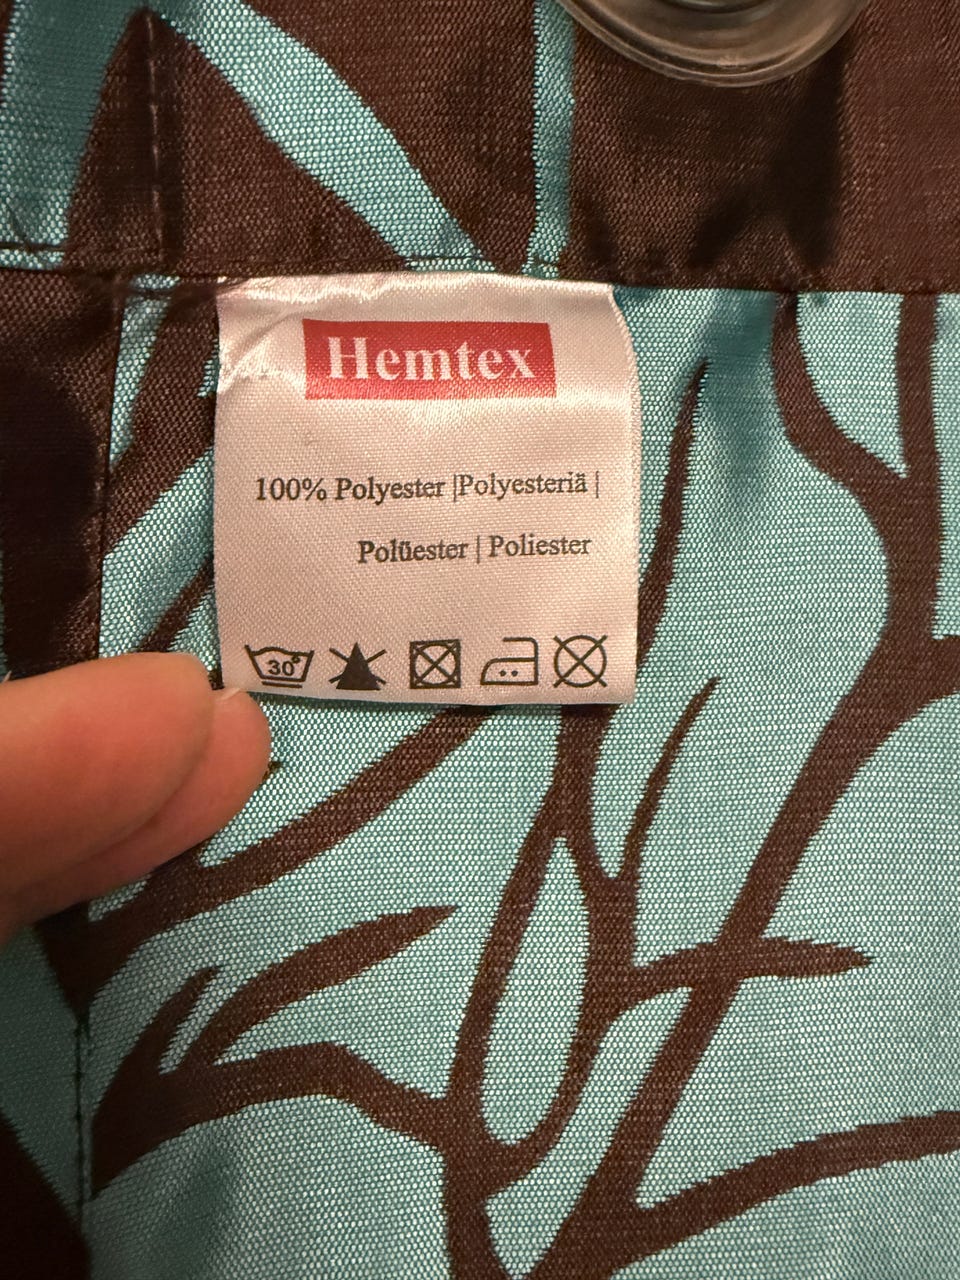 Hemtex
100% Polyester |Polyesteriä |
Polüester | Poliester
30°